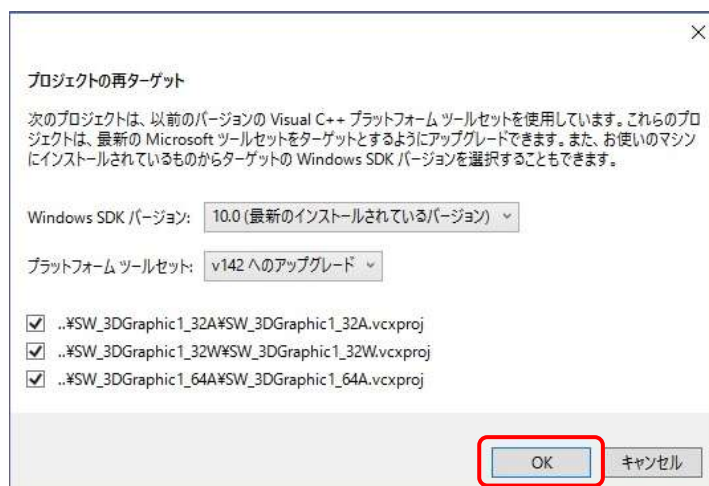 プロジェクトの再ターゲット
次のプロジェクトは、以前のバージョンの Visual C++ プラットフォーム ツールセットを使用しています。これらのプロ
ジェクトは、最新の Microsoft ツールセットをターゲットとするようにアップグレードできます。また、お使いのマシン
にインストールされているものからターゲットの Windows SDK バージョンを選択することもできます。
Windows SDK バージョン: 10.0 (最新のインストールされているバージョン)
プラットフォーム ツールセット: v142 へのアップグレード
..¥SW_3DGraphic1_32A¥SW_3DGraphic1_32A.vcxproj
..¥SW_3DGraphic1_32W¥SW_3DGraphic1_32W.vcxproj
..¥SW_3DGraphic1_64A¥SW_3DGraphic1_64A.vcxproj
OK キャンセル